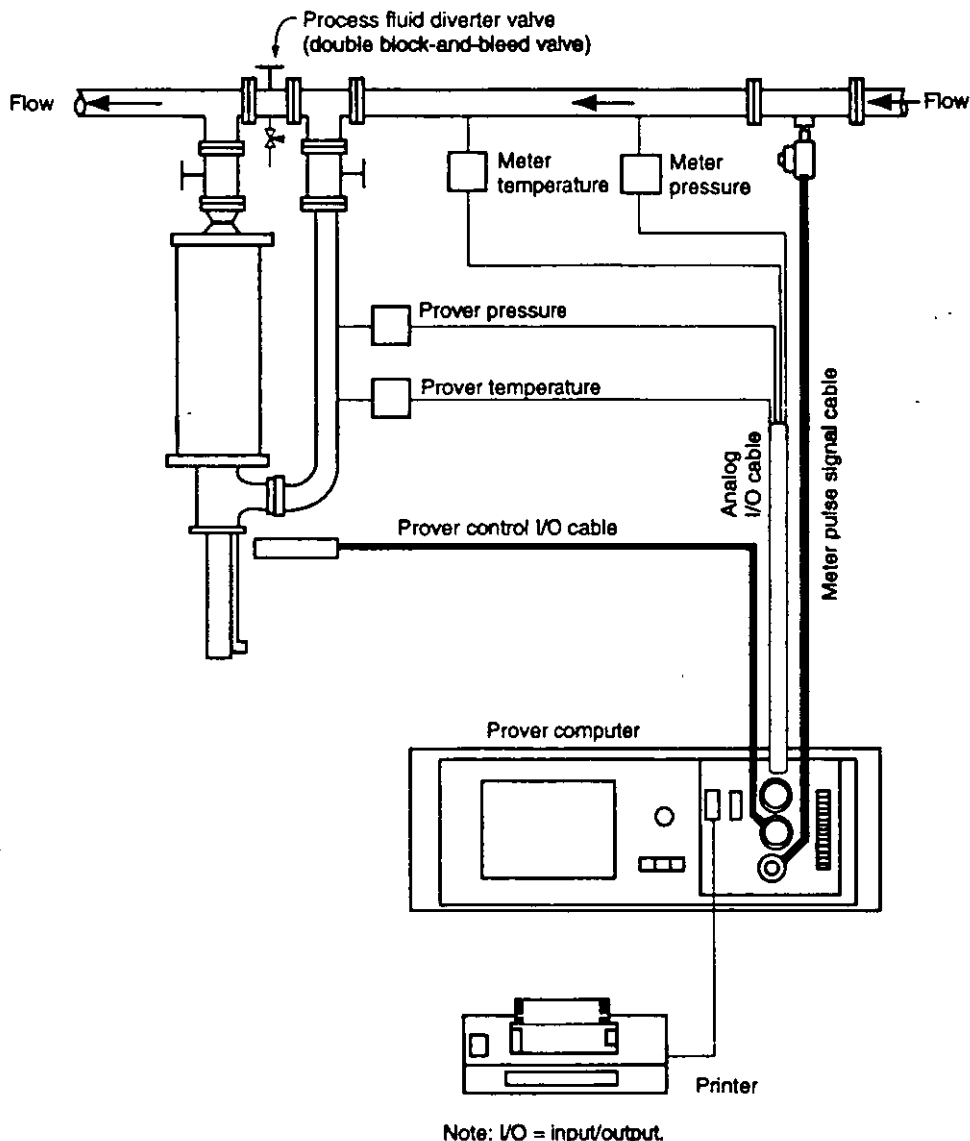 Process fluid diverter valve
(double block-and-bleed valve)
Flow
Flow
Meter
temperature
Meter
pressure
Prover pressure
Prover temperature
Analog
I/O cable
Meter pulse signal cable
Prover control I/O cable
Prover computer
Printer
Note: I/O = input/output.